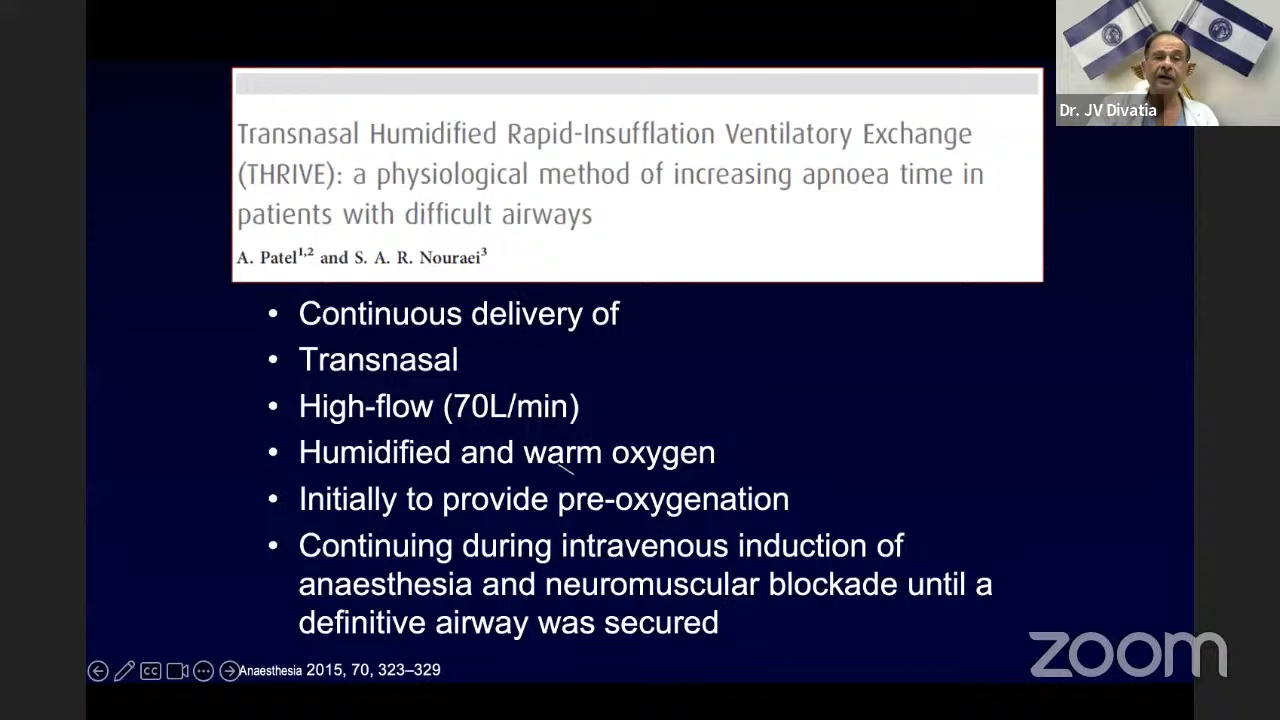 Dr. JV Divatia
Transnasal Humidified Rapid-Insufflation Ventilatory Exchange
(THRIVE): a physiological method of increasing apnoea time in
patients with difficult airways
A. Patel1,2 and S. A. R. Nouraei3
• Continuous delivery of
• Transnasal
• High-flow (70L/min)
• Humidified and warm oxygen
• Initially to provide pre-oxygenation
• Continuing during intravenous induction of
anaesthesia and neuromuscular blockade until a
definitive airway was secured
CC
Anaesthesia 2015, 70, 323–329
zoom